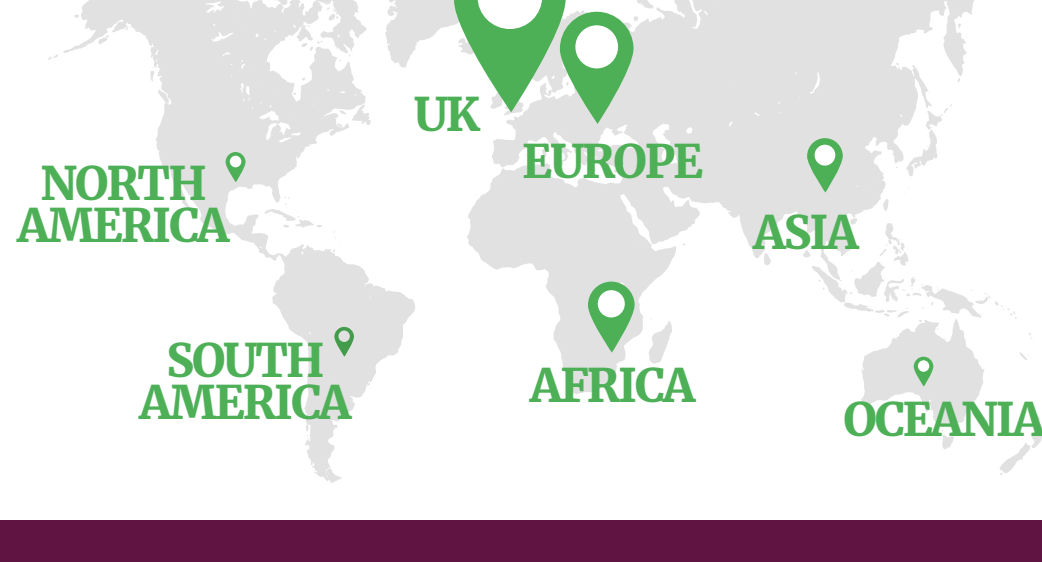 UK
EUROPE
NORTH
AMERICA
ASIA
SOUTH
AMERICA
AFRICA
OCEANIA